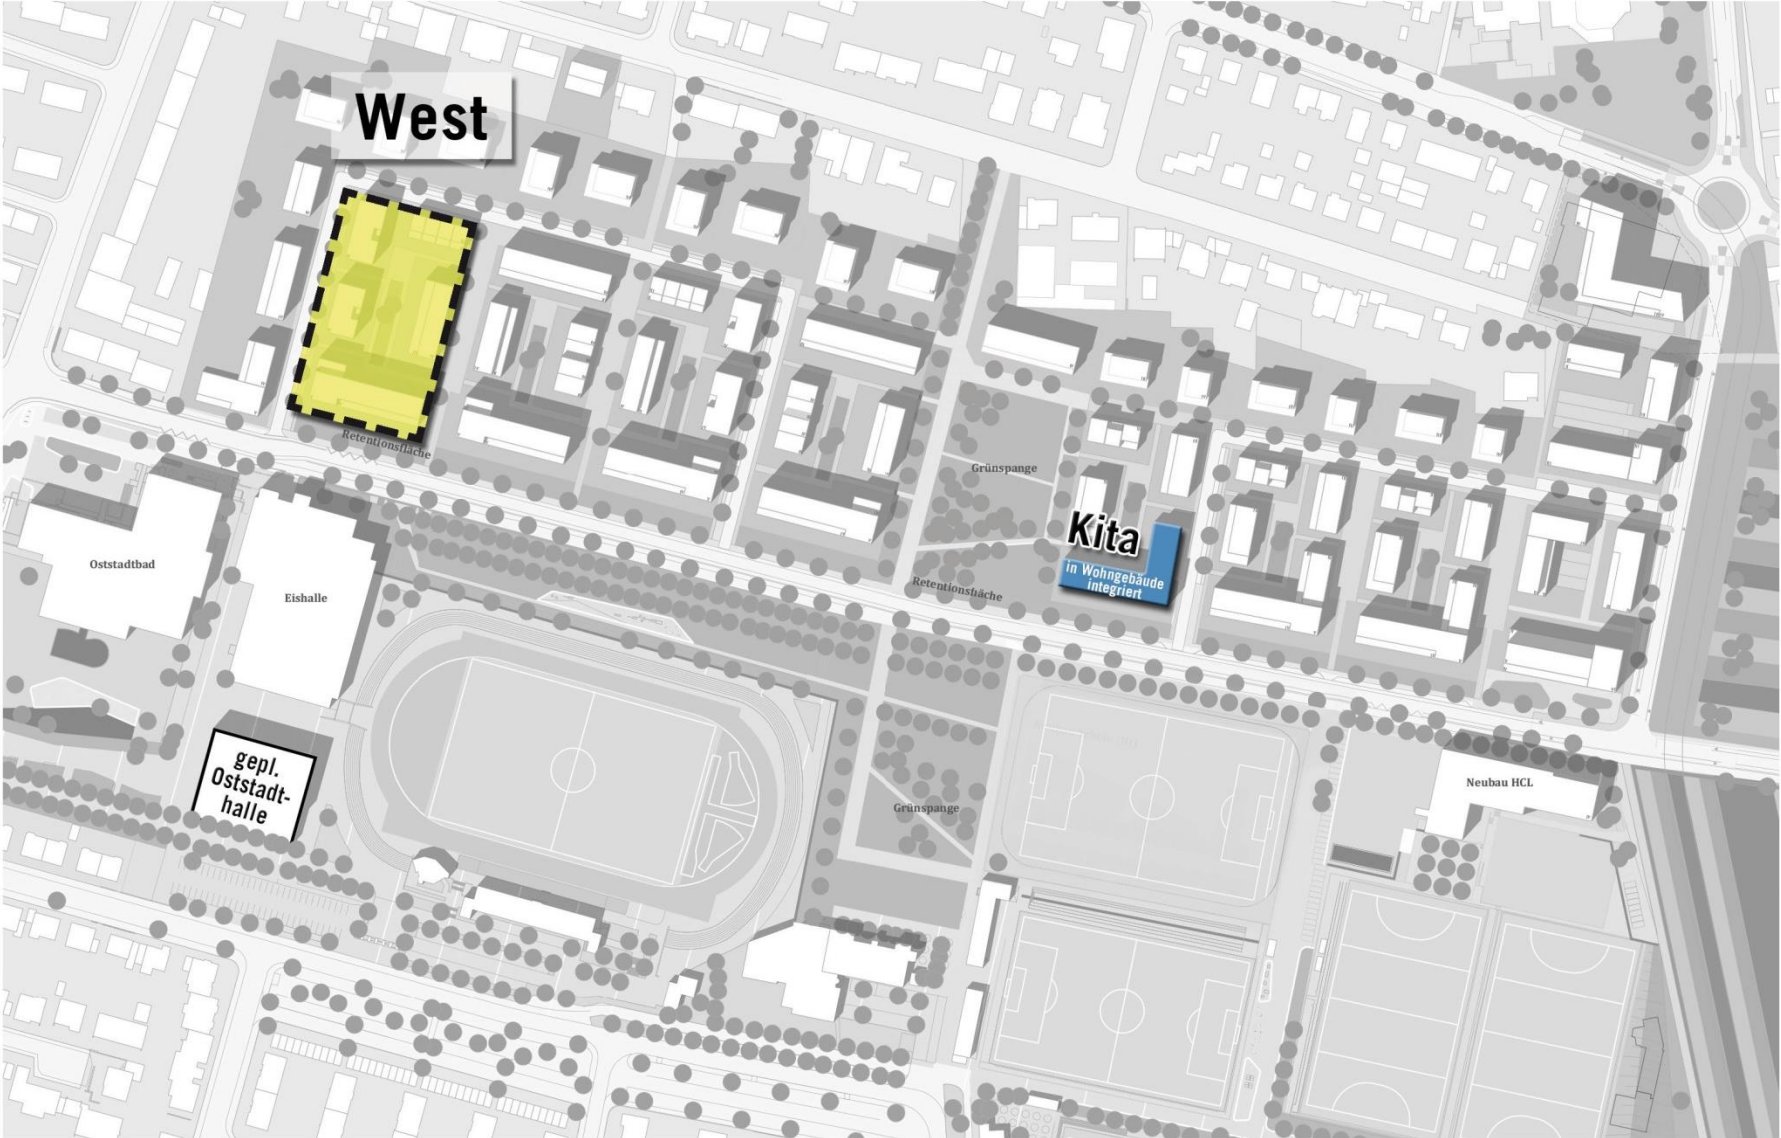 West
Retentionsfläche
Grünspange
Kita
in Wohngebäude
integriert
Oststadtbad
Retentionsfläche
Eishalle
gepl.
Oststadt-
halle
Neubau HCL
Grünspange